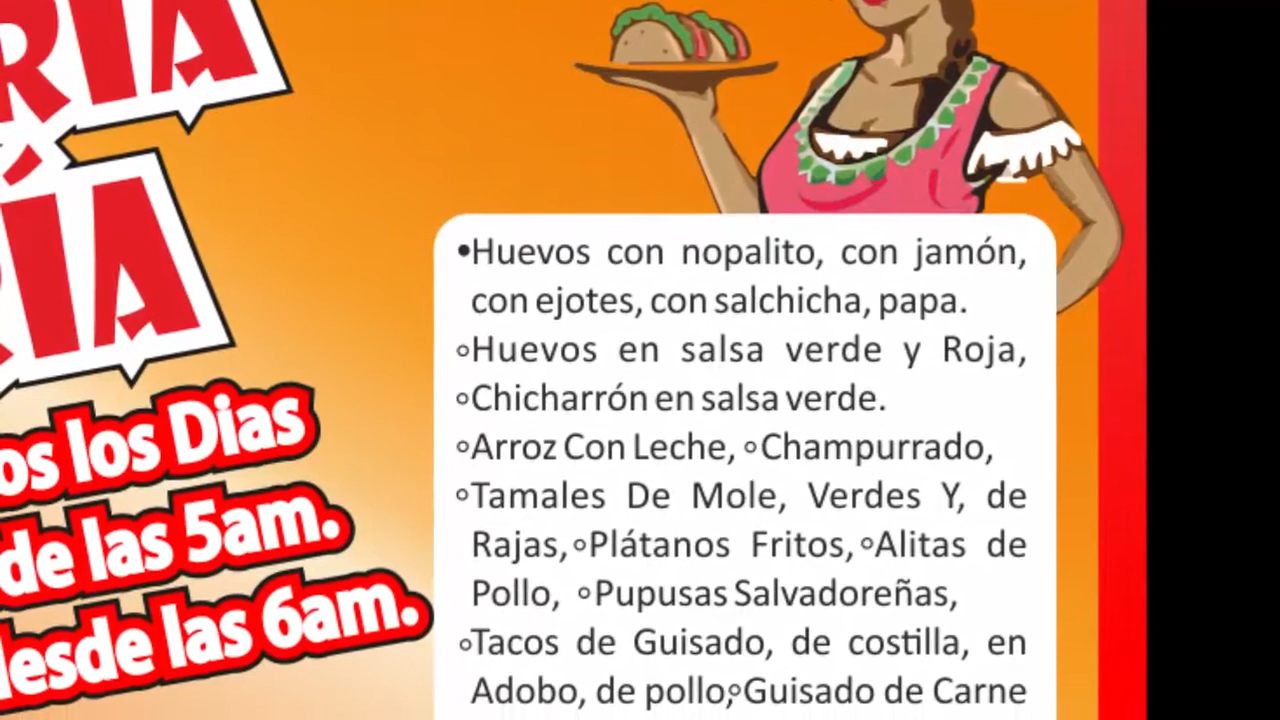 RÍA
RÍA
os los Dias
de las 5am.
desde las 6am.
•Huevos con nopalito, con jamón,
con ejotes, con salchicha, papa.
◦Huevos en salsa verde y Roja,
◦Chicharrón en salsa verde.
◦Arroz Con Leche, ◦Champurrado,
◦Tamales De Mole, Verdes Y, de
Rajas,◦Plátanos Fritos,◦Alitas de
Pollo, ◦Pupusas Salvadoreñas,
◦Tacos de Guisado, de costilla, en
Adobo, de pollo,◦Guisado de Carne